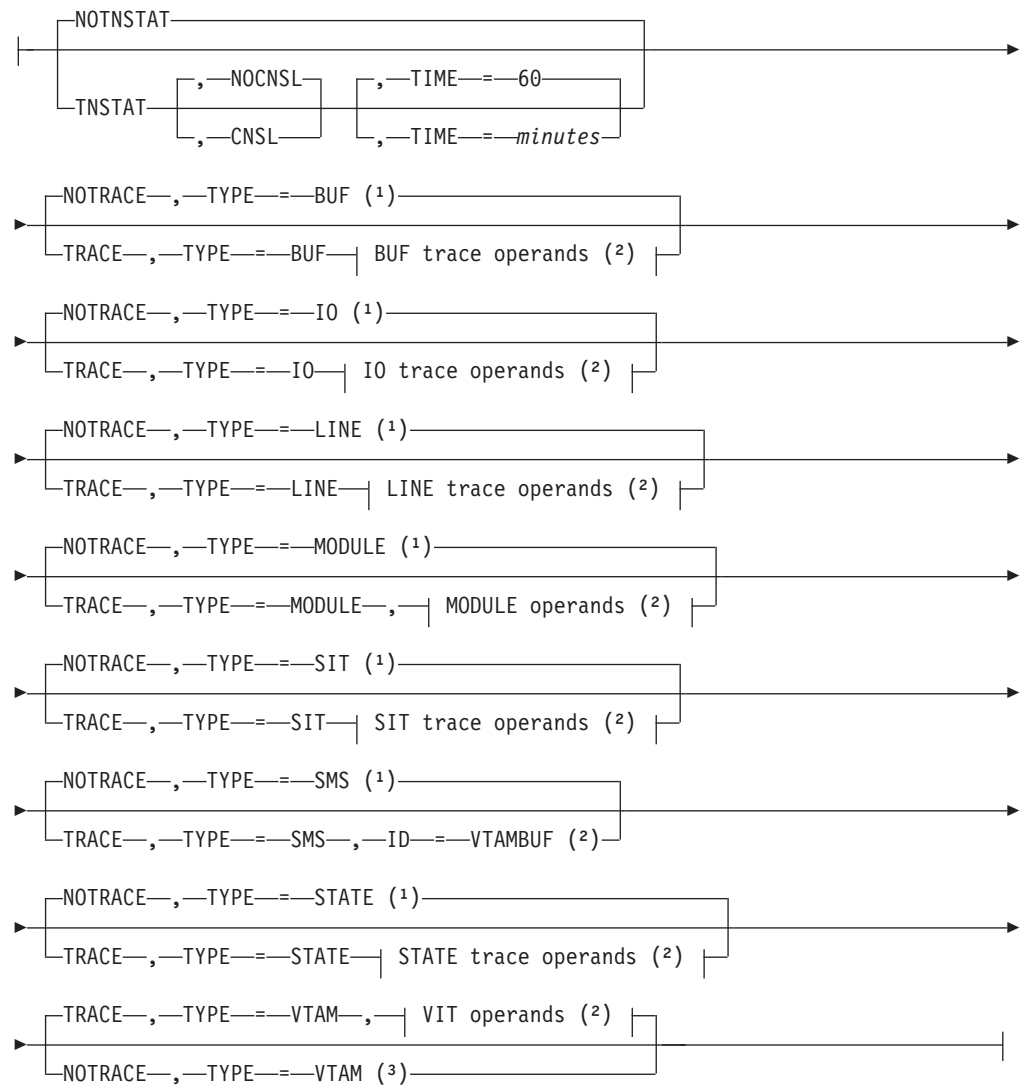 NOTNSTAT
, NOCNSL , TIME = 60
TNSTAT
, CNSL , TIME = minutes
NOTRACE , TYPE = BUF (¹)
TRACE , TYPE = BUF BUF trace operands (²)
NOTRACE , TYPE = IO (¹)
TRACE , TYPE = IO IO trace operands (²)
NOTRACE , TYPE = LINE (¹)
TRACE , TYPE = LINE LINE trace operands (²)
NOTRACE , TYPE = MODULE (¹)
TRACE , TYPE = MODULE , MODULE operands (²)
NOTRACE , TYPE = SIT (¹)
TRACE , TYPE = SIT SIT trace operands (²)
NOTRACE , TYPE = SMS (¹)
TRACE , TYPE = SMS , ID = VTAMBUF (²)
NOTRACE , TYPE = STATE (¹)
TRACE , TYPE = STATE STATE trace operands (²)
TRACE , TYPE = VTAM , VIT operands (²)
NOTRACE , TYPE = VTAM (³)